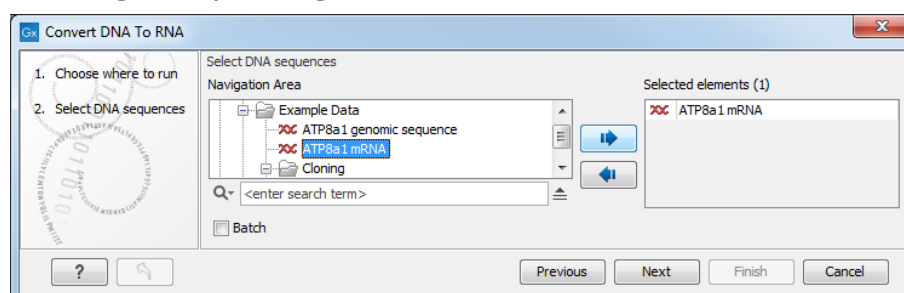 Gx Convert DNA To RNA
x
1. Choose where to run
2. Select DNA sequences
Select DNA sequences
Navigation Area
Example Data
ATP8a1 genomic sequence
ATP8a1 mRNA
Cloning
<enter search term>
Batch
Selected elements (1)
ATP8a1 mRNA
?
Previous
Next
Finish
Cancel